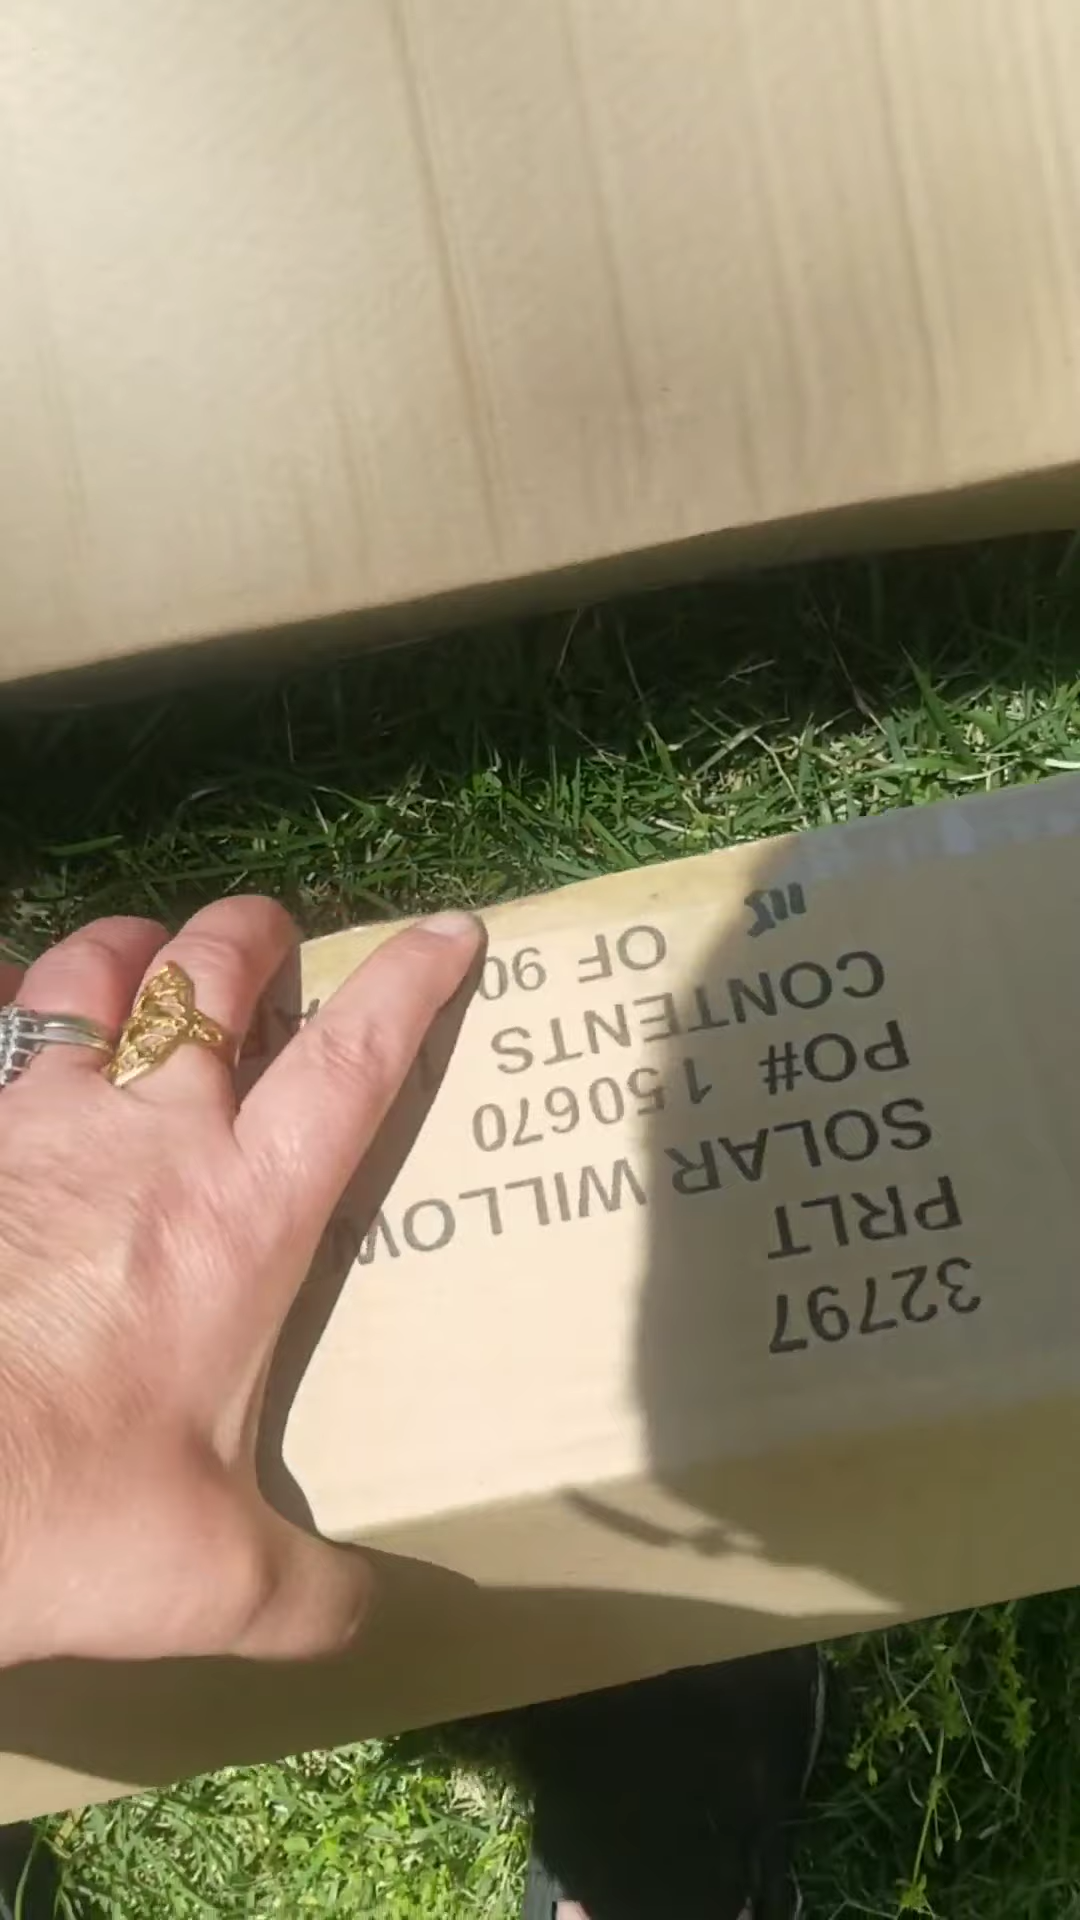 32797
PRLT
SOLAR WILLOW
PO# 150670
CONTENTS
OF 90